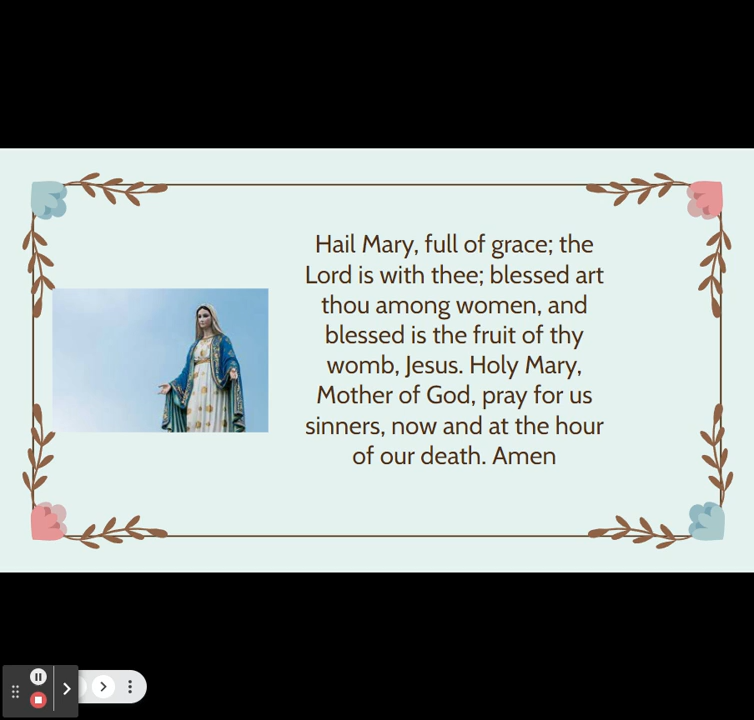 Hail Mary, full of grace; the
Lord is with thee; blessed art
thou among women, and
blessed is the fruit of thy
womb, Jesus. Holy Mary,
Mother of God, pray for us
sinners, now and at the hour
of our death. Amen